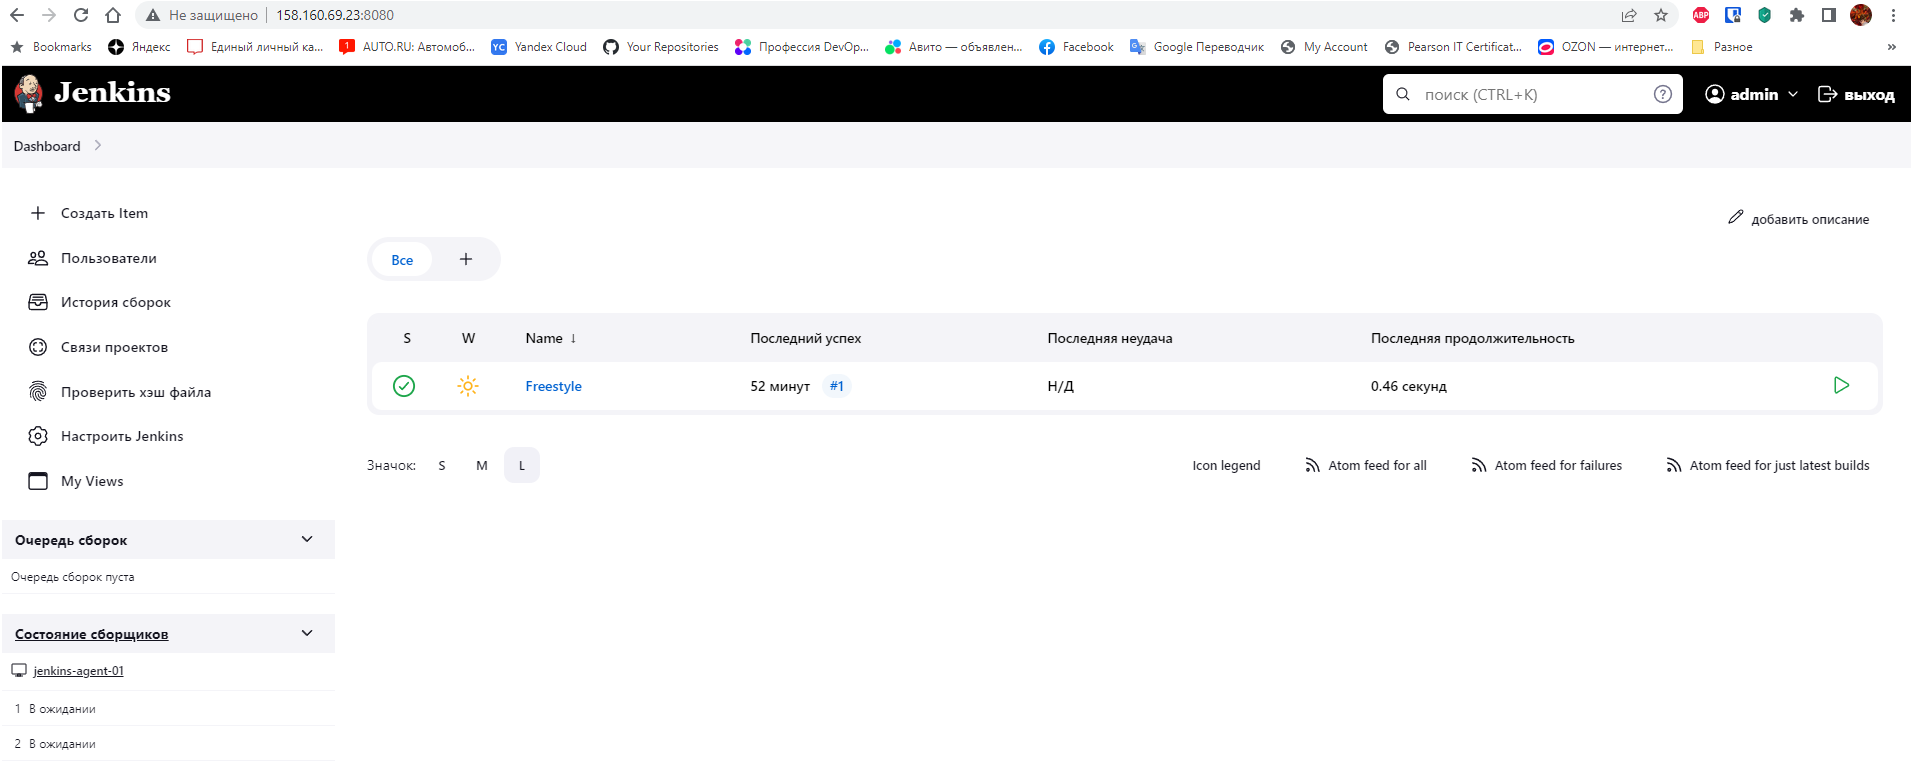 Не защищено 158.160.69.23:8080
Bookmarks Яндекс Единый личный ка... AUTO.RU: Автомоб... Yandex Cloud Your Repositories Профессия DevOp... Авито — объявлен... Facebook Google Переводчик My Account Pearson IT Certificat... OZON — интернет... Разное »
Jenkins поиск (CTRL+K) admin выход
Dashboard
Создать Item
добавить описание
Пользователи
Все +
История сборок
Связи проектов
Проверить хэш файла
Настроить Jenkins
My Views
S W Name ↓ Последний успех Последняя неудача Последняя продолжительность
Freestyle 52 минут #1 Н/Д 0.46 секунд
Значок: S M L Icon legend Atom feed for all Atom feed for failures Atom feed for just latest builds
Очередь сборок
Очередь сборок пуста
Состояние сборщиков
jenkins-agent-01
1 В ожидании
2 В ожидании